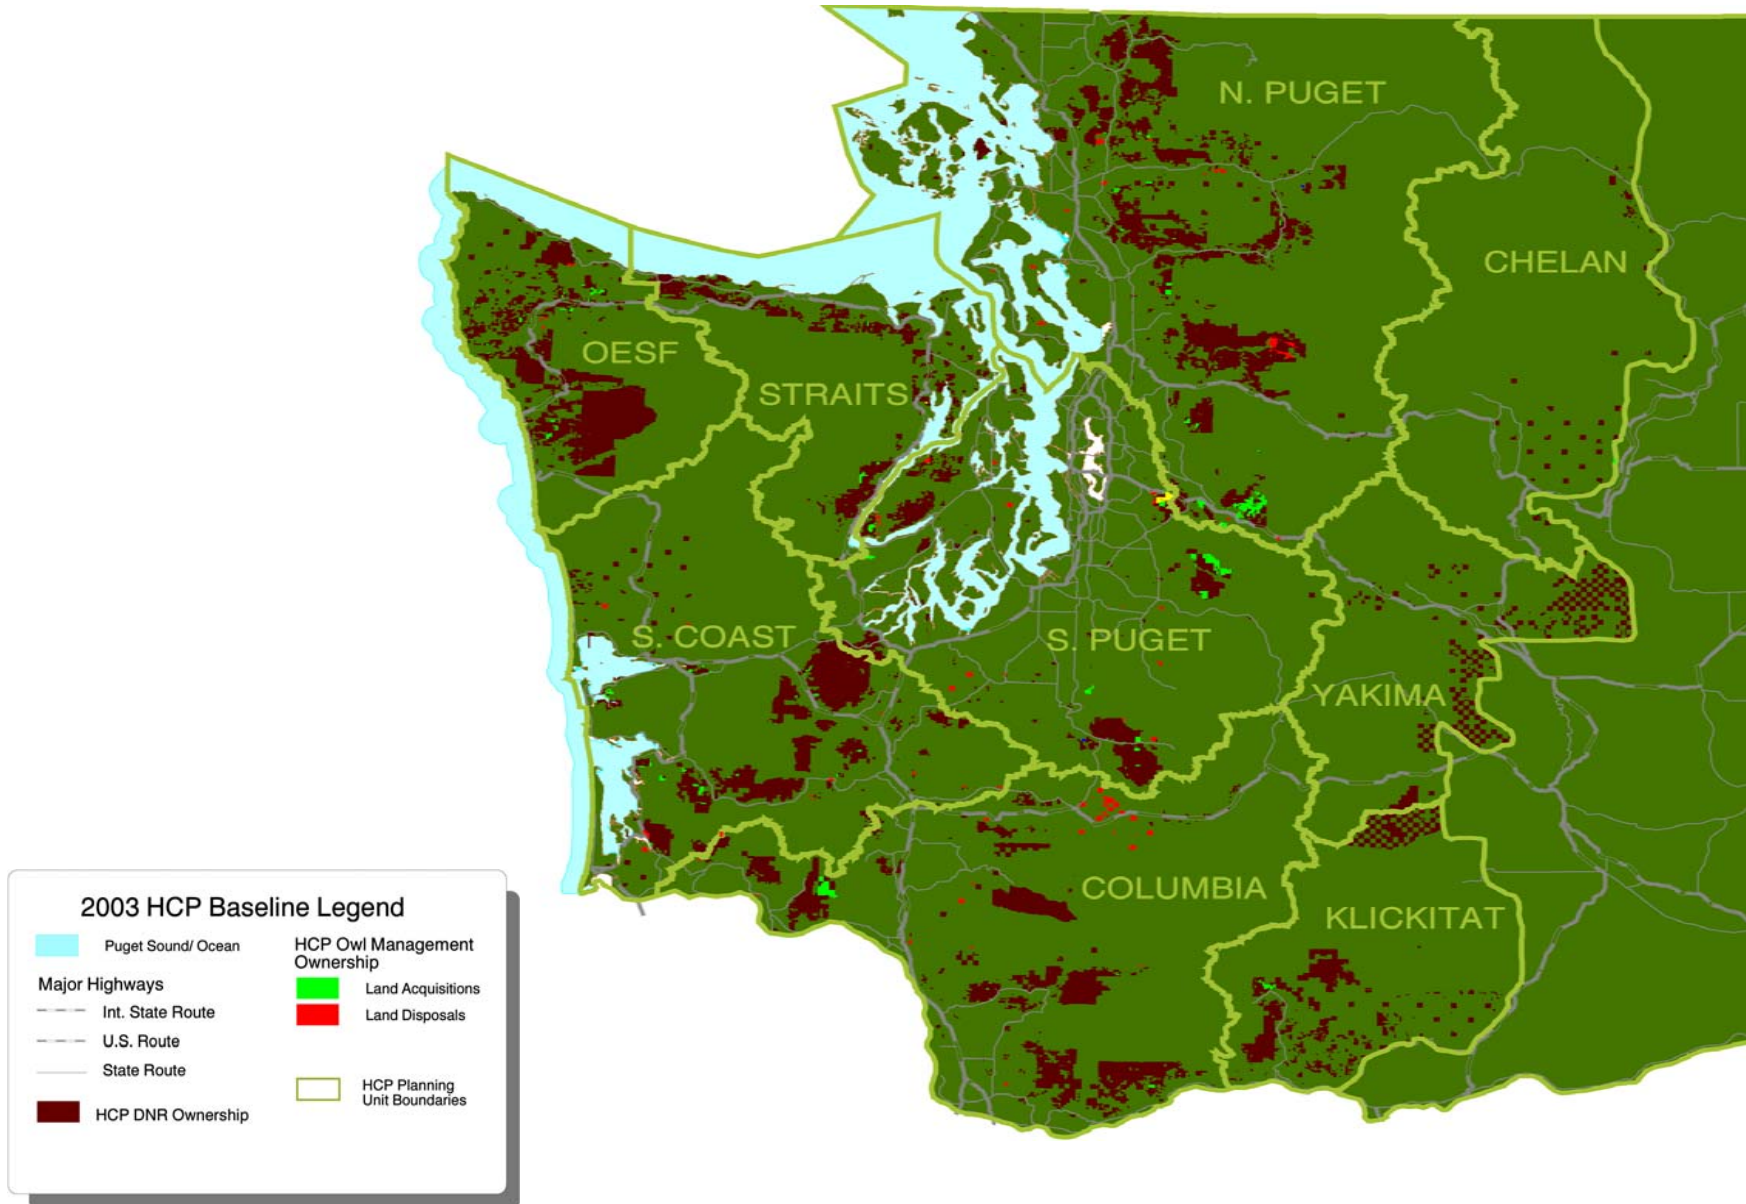 N. PUGET
CHELAN
OESF
STRAITS
S. COAST
S. PUGET
YAKIMA
COLUMBIA
KLICKITAT
2003 HCP Baseline Legend
Puget Sound/ Ocean
Major Highways
Int. State Route
U.S. Route
State Route
HCP DNR Ownership
HCP Owl Management
Ownership
Land Acquisitions
Land Disposals
HCP Planning
Unit Boundaries